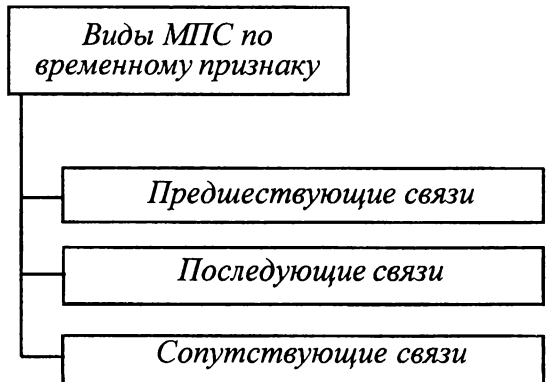 Виды МПС по
временному признаку
Предшествующие связи
Последующие связи
Сопутствующие связи